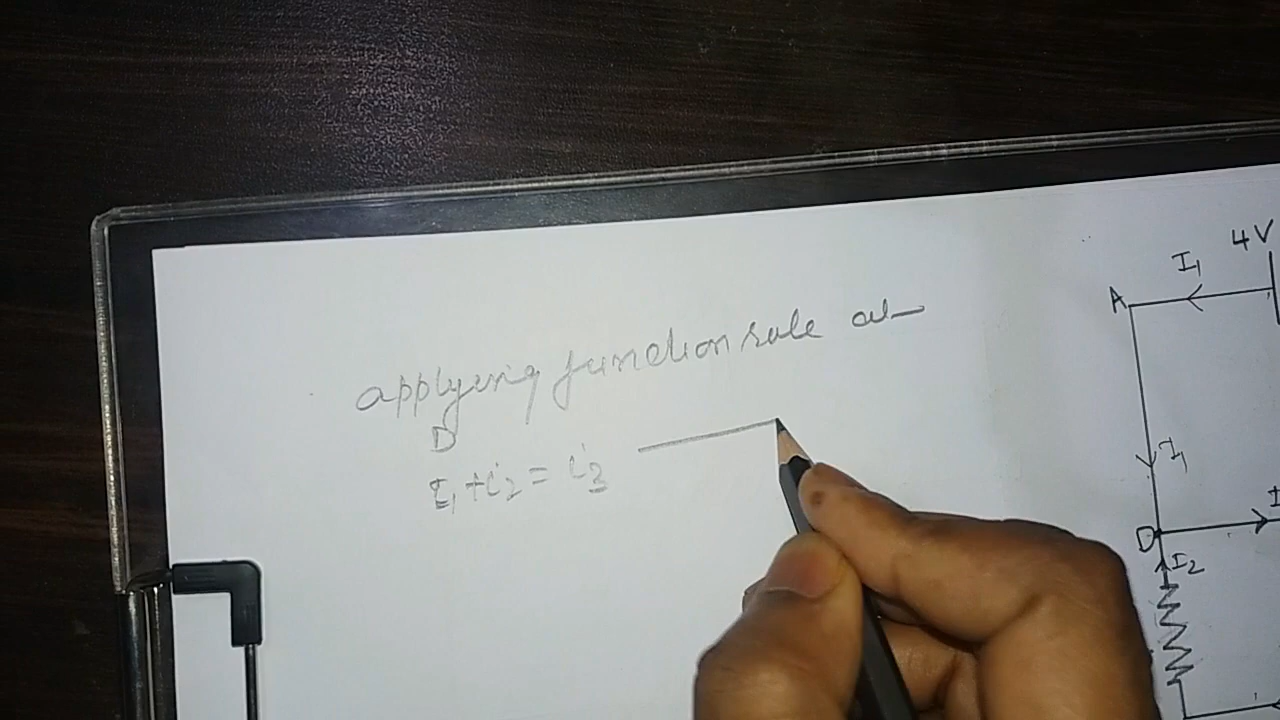 applying junction rule at
D
I₁ + i₂ = i₃
4V
I₁
A
I₁
D
I
I₂